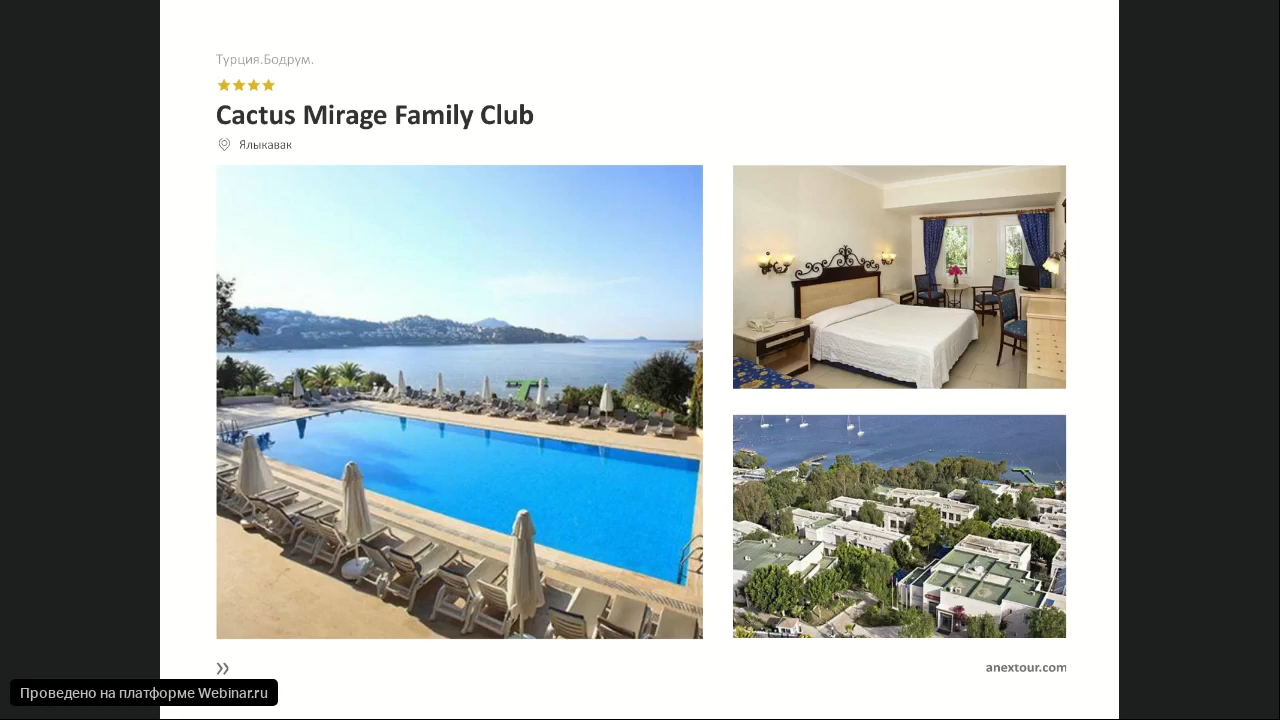 Турция.Бодрум.
Cactus Mirage Family Club
Ялыкавак
anextour.com
Проведено на платформе Webinar.ru